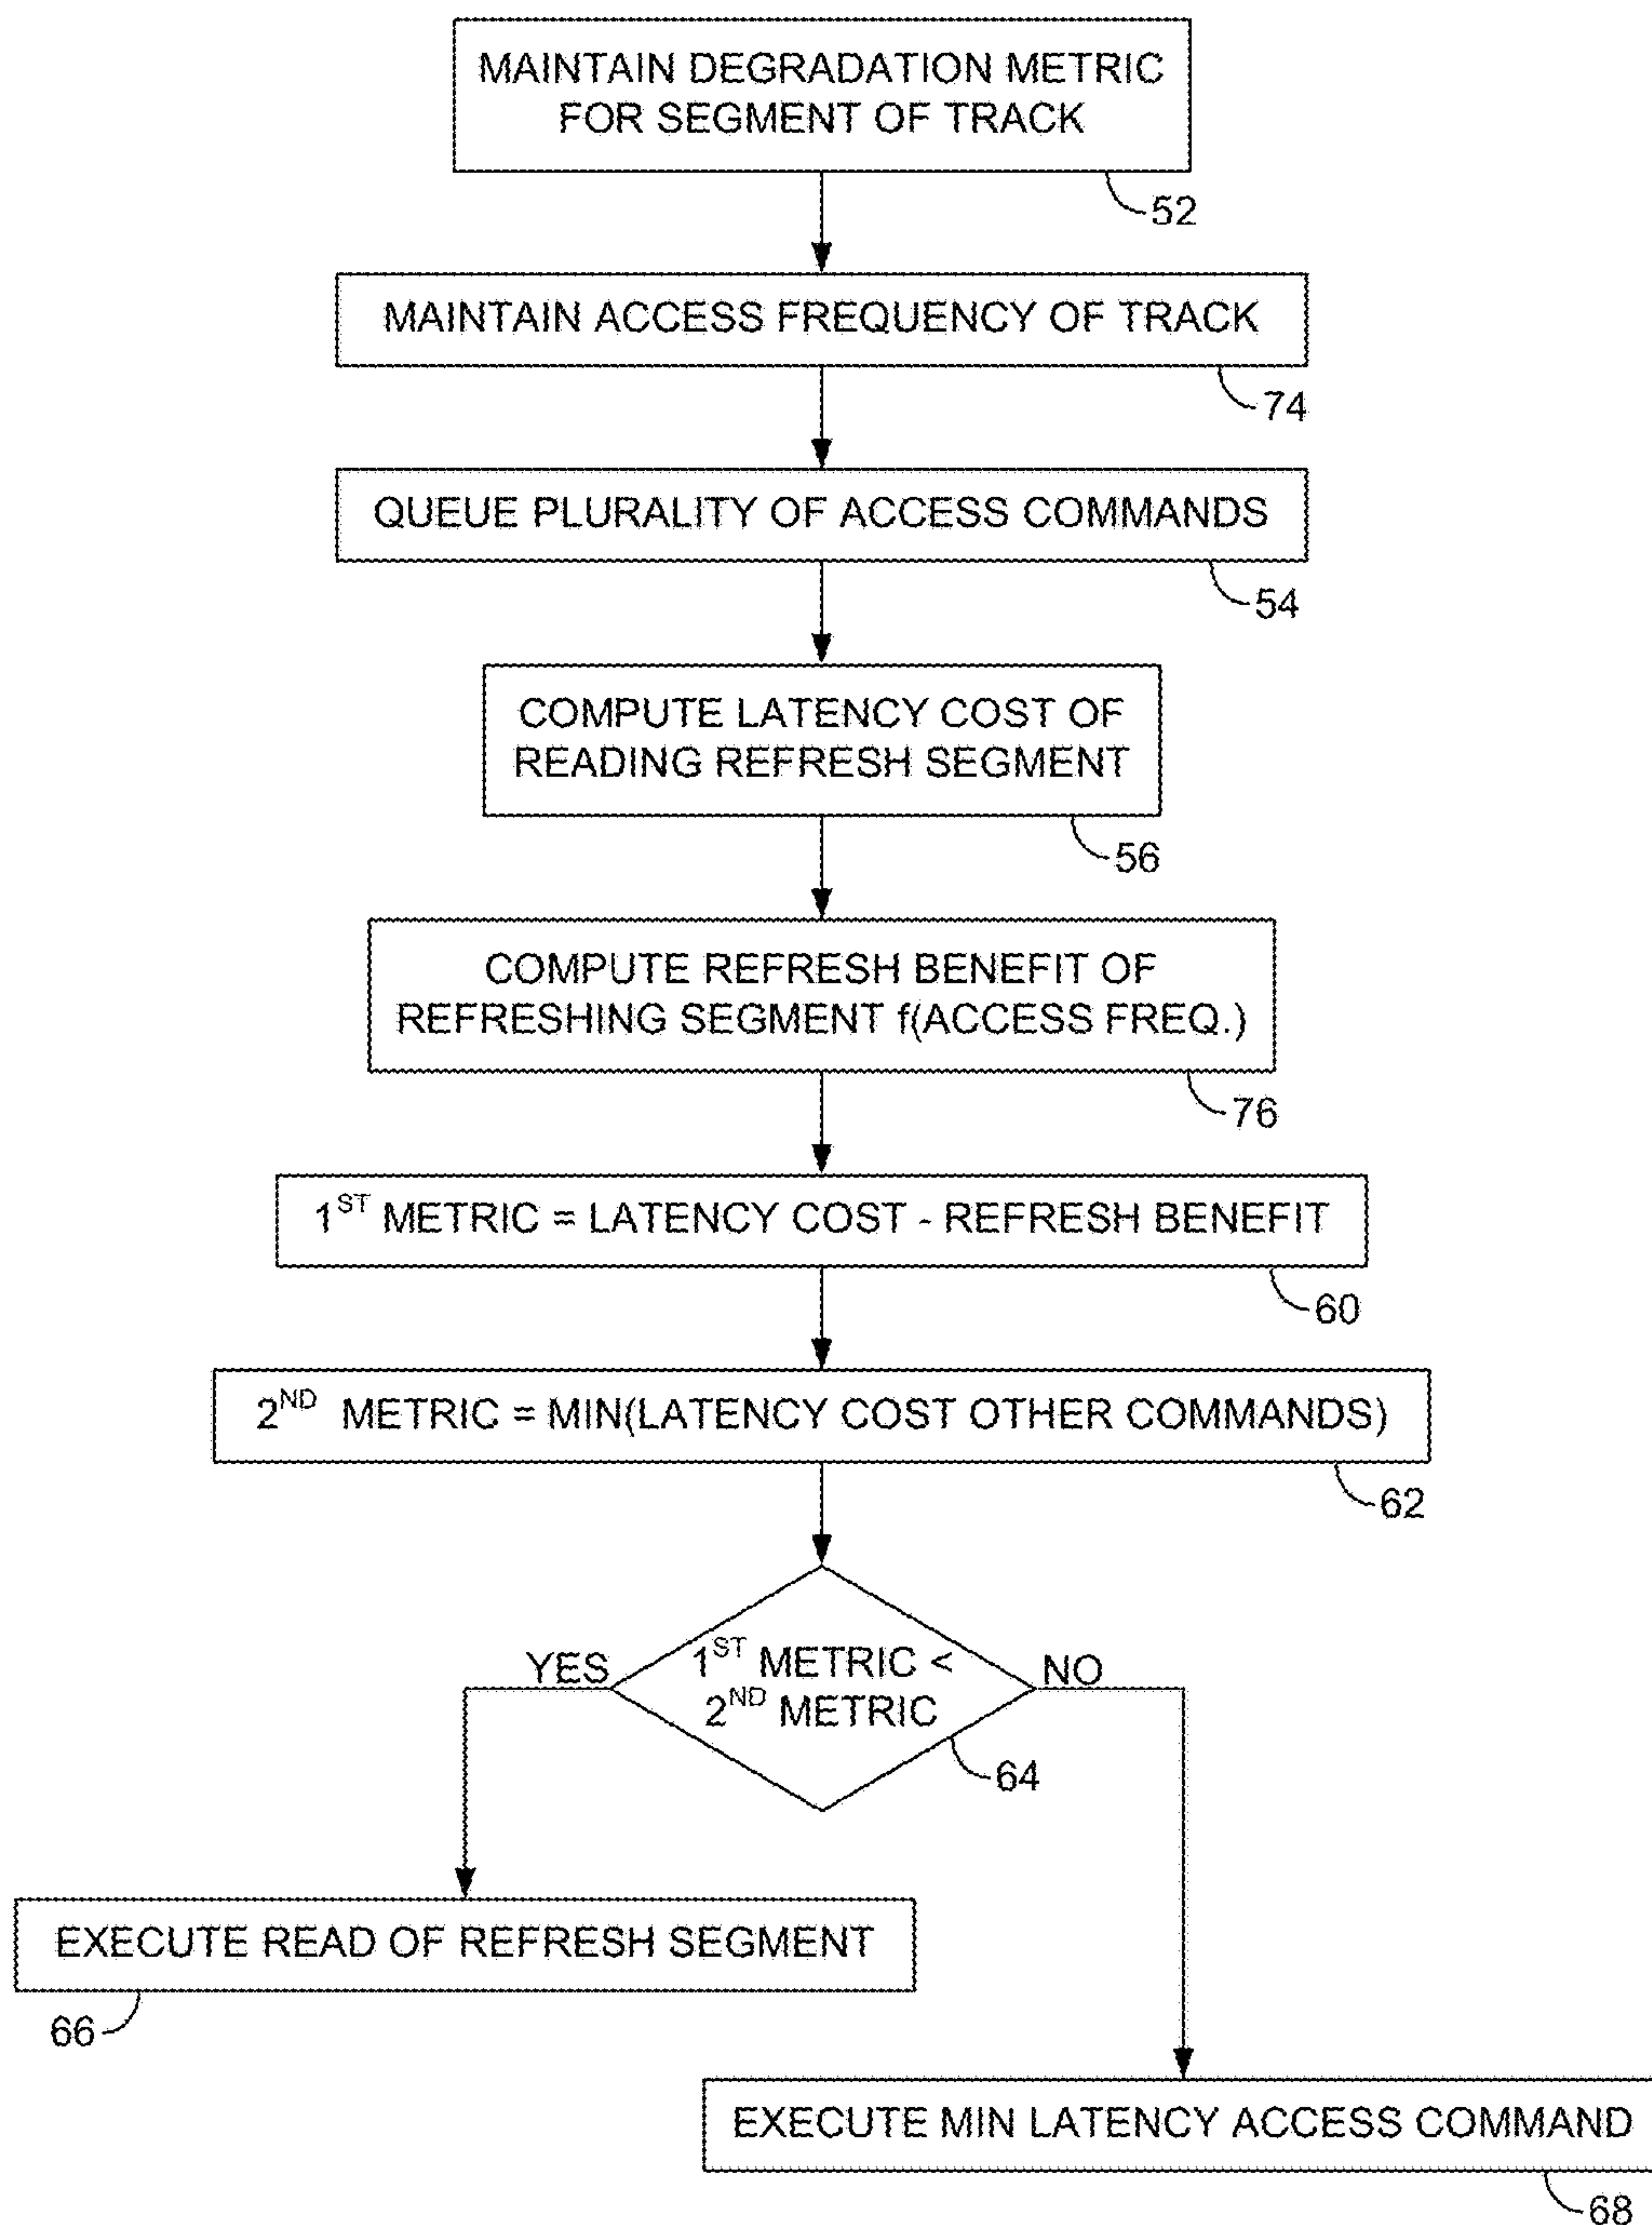 MAINTAIN DEGRADATION METRIC
FOR SEGMENT OF TRACK
52
MAINTAIN ACCESS FREQUENCY OF TRACK
74
QUEUE PLURALITY OF ACCESS COMMANDS
54
COMPUTE LATENCY COST OF
READING REFRESH SEGMENT
56
COMPUTE REFRESH BENEFIT OF
REFRESHING SEGMENT f(ACCESS FREQ.)
76
1ST METRIC = LATENCY COST - REFRESH BENEFIT
60
2ND METRIC = MIN(LATENCY COST OTHER COMMANDS)
62
YES
1ST METRIC <
2ND METRIC
NO
64
EXECUTE READ OF REFRESH SEGMENT
66
EXECUTE MIN LATENCY ACCESS COMMAND
68